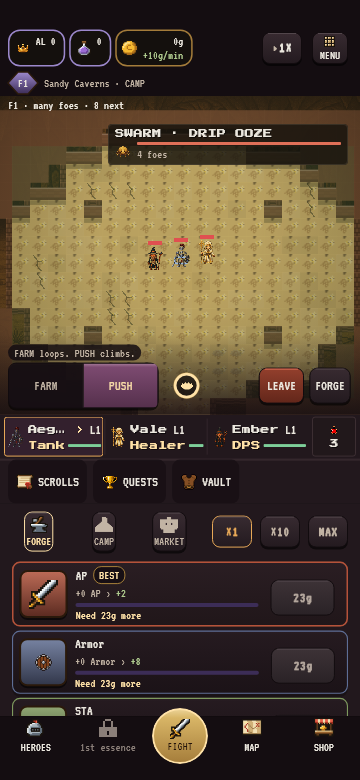 AL 0
0
0g
+10g/min
▸1X
MENU
F1 Sandy Caverns · CAMP
F1 · many foes · 8 next
SWARM · DRIP OOZE
4 foes
FARM loops. PUSH climbs.
FARM
PUSH
LEAVE
FORGE
Aeg… > L1
Tank
Vale L1
Healer
Ember L1
DPS
3
SCROLLS
QUESTS
VAULT
FORGE
CAMP
MARKET
X1
X10
MAX
AP BEST
+0 AP > +2
Need 23g more
23g
Armor
+0 Armor > +8
Need 23g more
23g
STA
HEROES
1st essence
FIGHT
MAP
SHOP